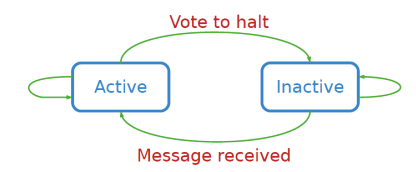 Vote to halt
Active
Inactive
Message received